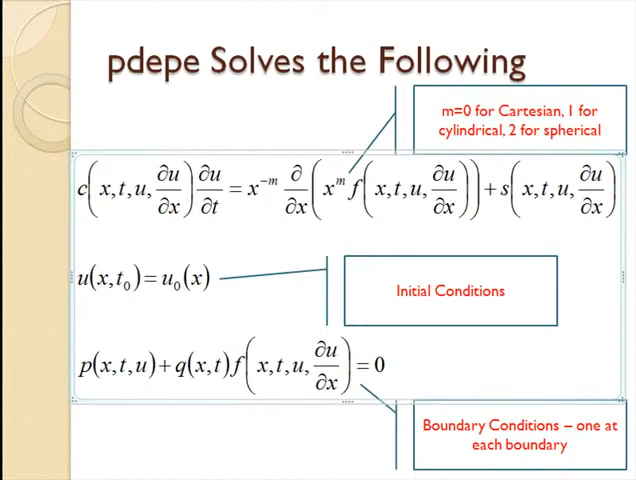 pdepe Solves the Following
m=0 for Cartesian, 1 for
cylindrical, 2 for spherical
c(x,t,u,∂u/∂x) ∂u/∂t = x⁻ᵐ ∂/∂x (xᵐ f(x,t,u,∂u/∂x)) + s(x,t,u,∂u/∂x)
u(x,t₀) = u₀(x)
Initial Conditions
p(x,t,u) + q(x,t) f(x,t,u,∂u/∂x) = 0
Boundary Conditions – one at
each boundary